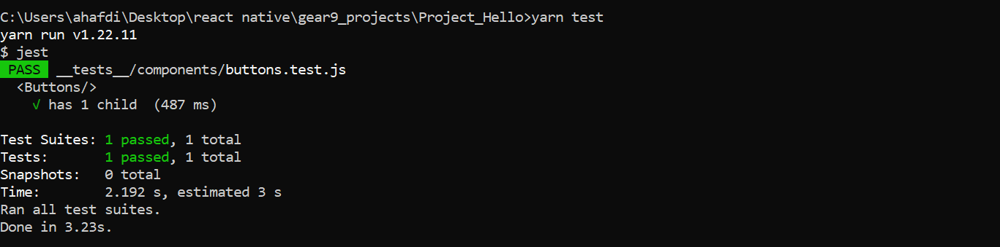 C:\Users\ahafdi\Desktop\react native\gear9_projects\Project_Hello>yarn test
yarn run v1.22.11
$ jest
PASS __tests__/components/buttons.test.js
<Buttons/>
√ has 1 child (487 ms)
Test Suites: 1 passed, 1 total
Tests: 1 passed, 1 total
Snapshots: 0 total
Time: 2.192 s, estimated 3 s
Ran all test suites.
Done in 3.23s.